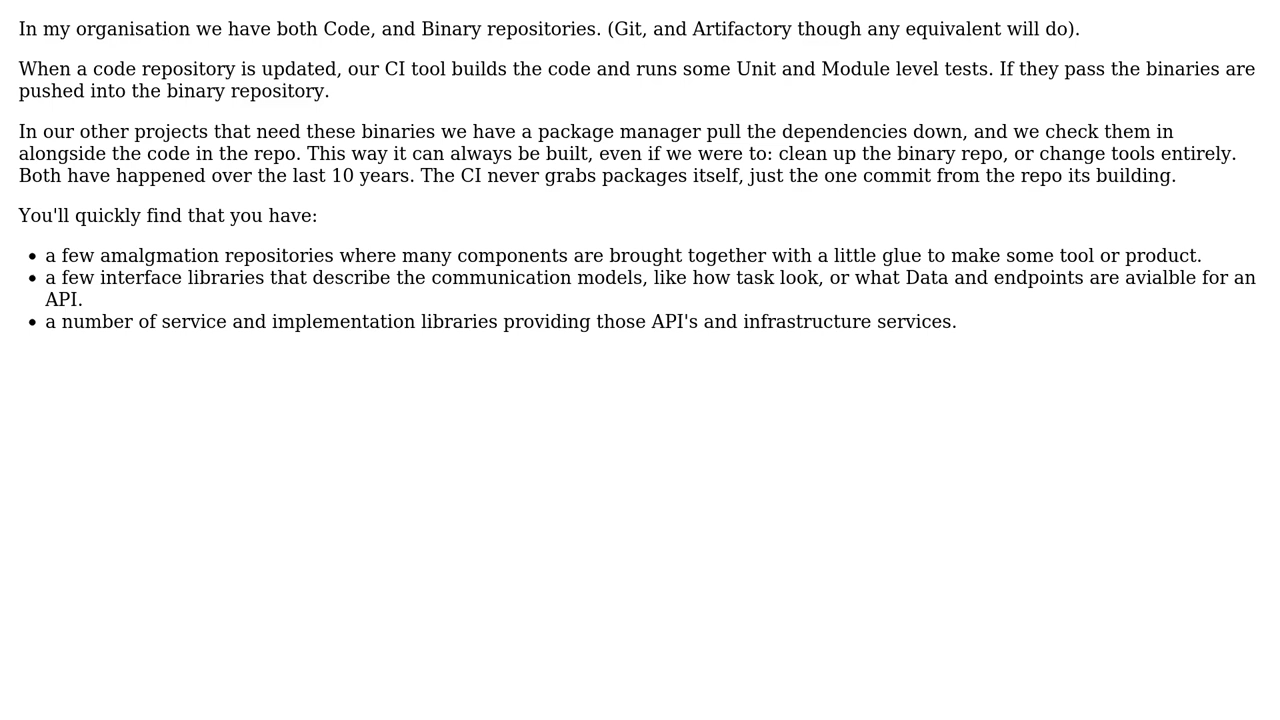 In my organisation we have both Code, and Binary repositories. (Git, and Artifactory though any equivalent will do).
When a code repository is updated, our CI tool builds the code and runs some Unit and Module level tests. If they pass the binaries are
pushed into the binary repository.
In our other projects that need these binaries we have a package manager pull the dependencies down, and we check them in
alongside the code in the repo. This way it can always be built, even if we were to: clean up the binary repo, or change tools entirely.
Both have happened over the last 10 years. The CI never grabs packages itself, just the one commit from the repo its building.
You'll quickly find that you have:
• a few amalgmation repositories where many components are brought together with a little glue to make some tool or product.
• a few interface libraries that describe the communication models, like how task look, or what Data and endpoints are avialble for an
API.
• a number of service and implementation libraries providing those API's and infrastructure services.